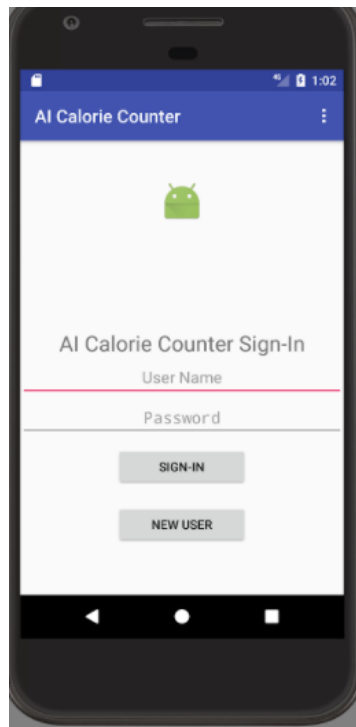 1:02
AI Calorie Counter
AI Calorie Counter Sign-In
User Name
Password
SIGN-IN
NEW USER